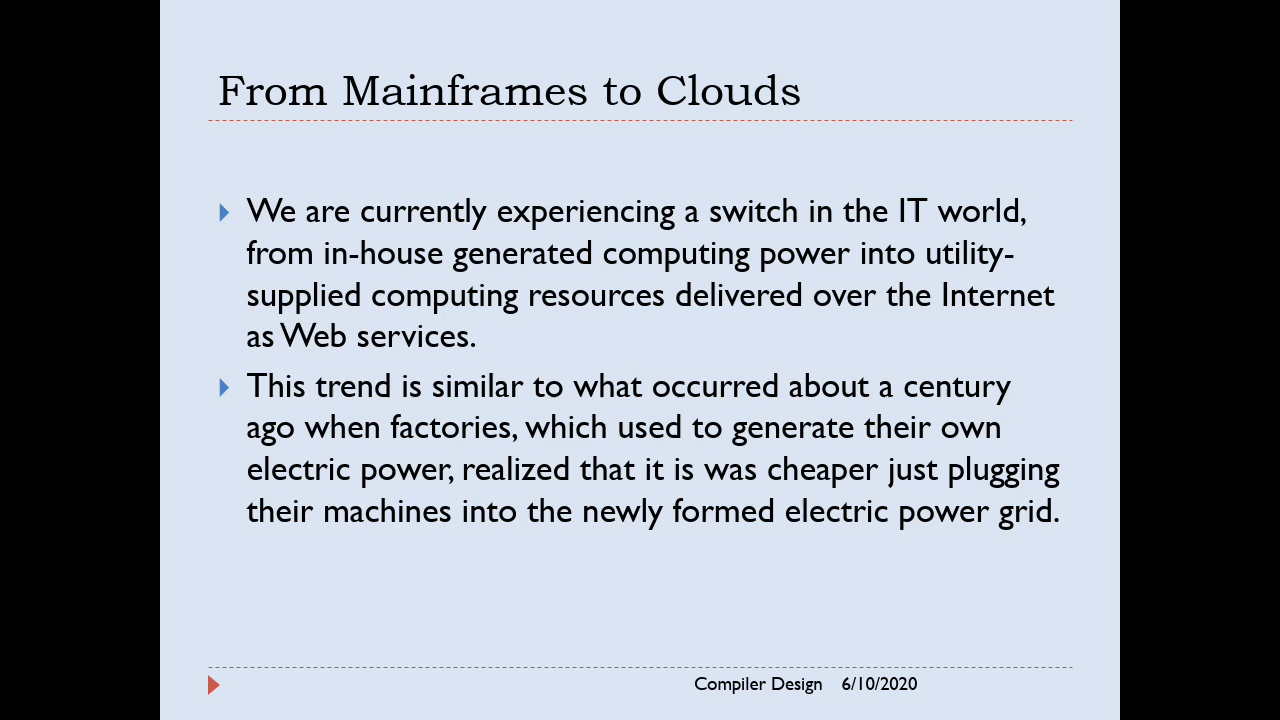 From Mainframes to Clouds
We are currently experiencing a switch in the IT world,
from in-house generated computing power into utility-
supplied computing resources delivered over the Internet
as Web services.
This trend is similar to what occurred about a century
ago when factories, which used to generate their own
electric power, realized that it is was cheaper just plugging
their machines into the newly formed electric power grid.
Compiler Design 6/10/2020